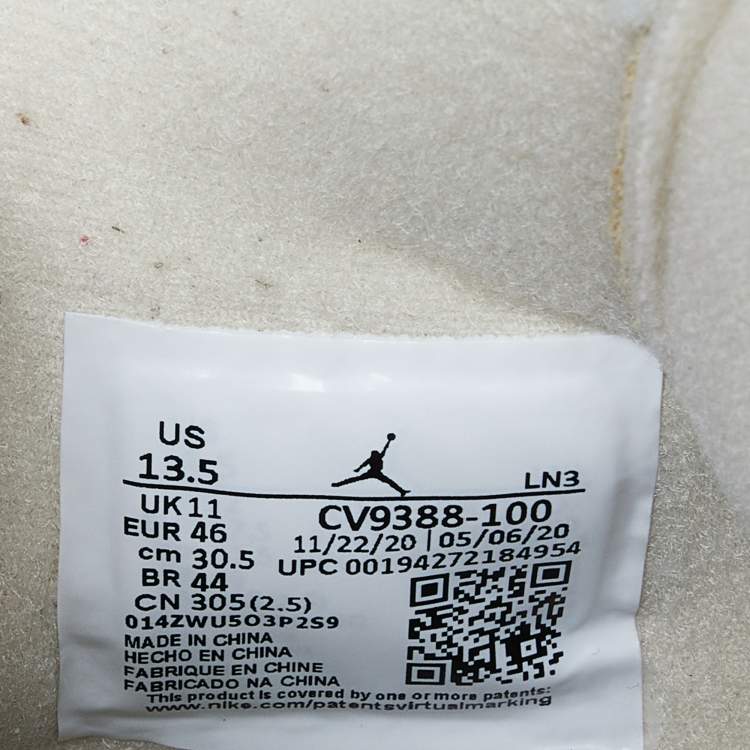 US
13.5
LN3
UK 11
CV9388-100
EUR 46
11/22/20 | 05/06/20
cm 30.5
UPC 00194272184954
BR 44
CN 305(2.5)
014ZWU5O3P2S9
MADE IN CHINA
HECHO EN CHINA
FABRIQUE EN CHINE
FABRICADO NA CHINA
This product is covered by one or more patents:
www.nike.com/patentsvirtualmarking